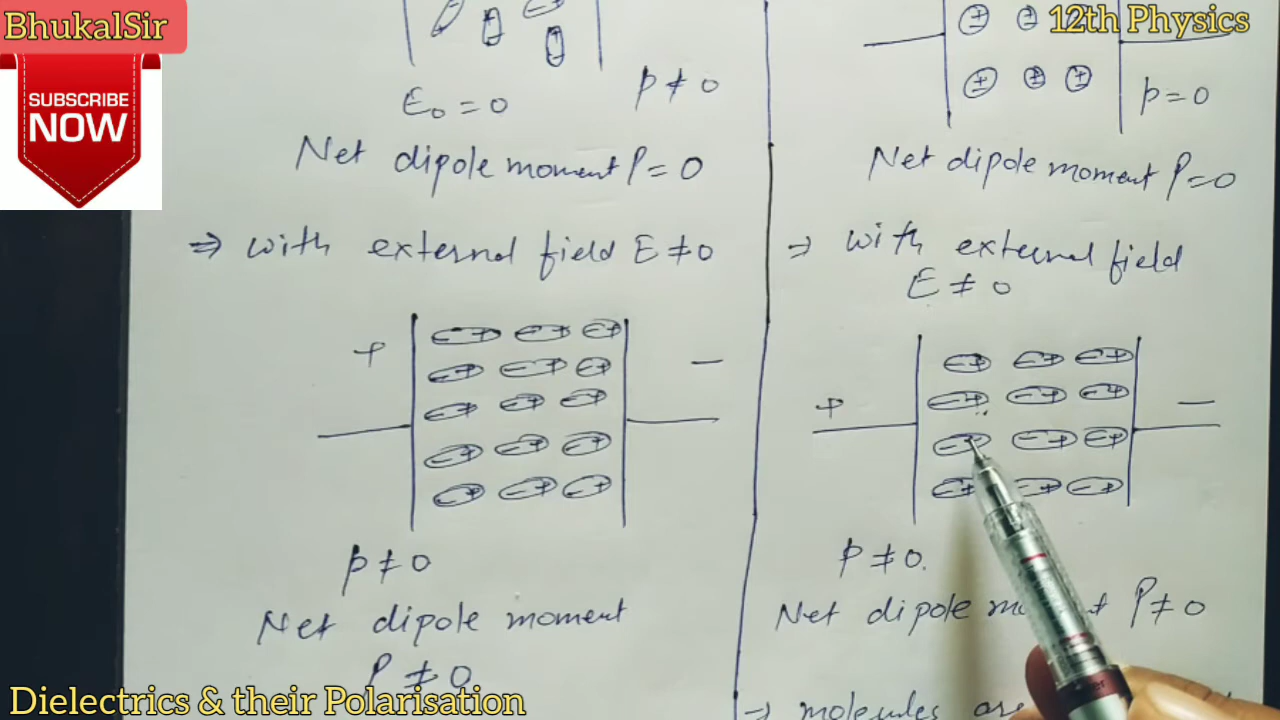 BhukalSir
12th Physics
SUBSCRIBE
NOW
E₀ = 0
p ≠ 0
Net dipole moment P = 0
⇒ with external field E ≠ 0
+
−
p ≠ 0
Net dipole moment
P ≠ 0
p = 0
Net dipole moment P = 0
⇒ with external field
E ≠ 0
+
−
p ≠ 0.
Net dipole P ≠ 0
⇒ molecules are
Dielectrics & their Polarisation